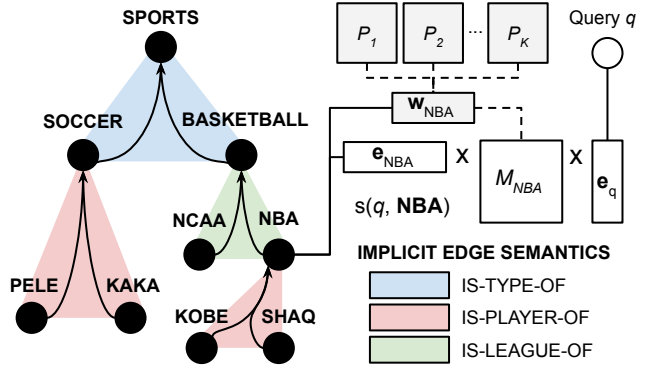 SPORTS
SOCCER
BASKETBALL
NCAA
NBA
PELE
KAKA
KOBE
SHAQ
P1
P2
...
PK
Query q
wNBA
eNBA
X
MNBA
X
eq
s(q, NBA)
IMPLICIT EDGE SEMANTICS
IS-TYPE-OF
IS-PLAYER-OF
IS-LEAGUE-OF